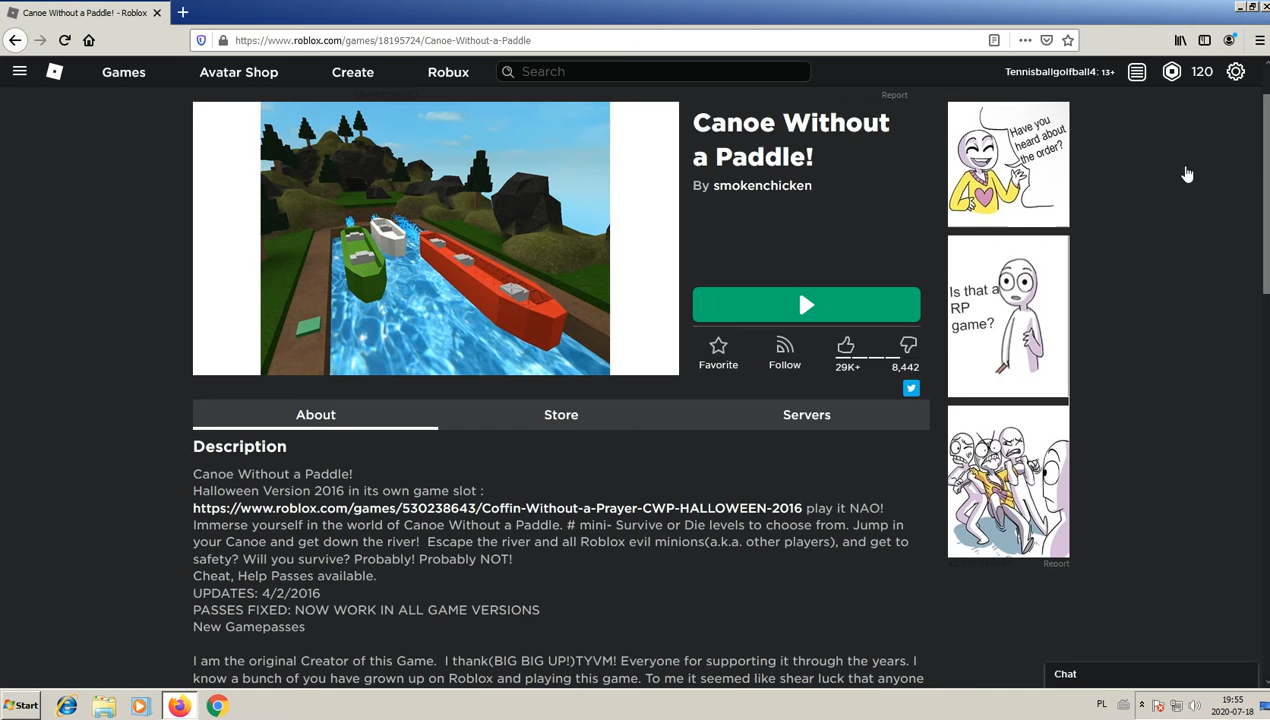 Canoe Without a Paddle! - Roblox
https://www.roblox.com/games/18195724/Canoe-Without-a-Paddle
Games
Avatar Shop
Create
Robux
Search
Tennisballgolfball4: 13+
120
Report
Canoe Without
a Paddle!
By smokenchicken
Favorite
Follow
29K+
8,442
Have you
heard about
the order?
Is that a
RP
game?
Report
About
Store
Servers
Description
Canoe Without a Paddle!
Halloween Version 2016 in its own game slot :
https://www.roblox.com/games/530238643/Coffin-Without-a-Prayer-CWP-HALLOWEEN-2016 play it NAO!
Immerse yourself in the world of Canoe Without a Paddle. # mini- Survive or Die levels to choose from. Jump in
your Canoe and get down the river! Escape the river and all Roblox evil minions(a.k.a. other players), and get to
safety? Will you survive? Probably! Probably NOT!
Cheat, Help Passes available.
UPDATES: 4/2/2016
PASSES FIXED: NOW WORK IN ALL GAME VERSIONS
New Gamepasses
I am the original Creator of this Game. I thank(BIG BIG UP!)TYVM! Everyone for supporting it through the years. I
know a bunch of you have grown up on Roblox and playing this game. To me it seemed like shear luck that anyone
Chat
Start
PL
19:55
2020-07-18